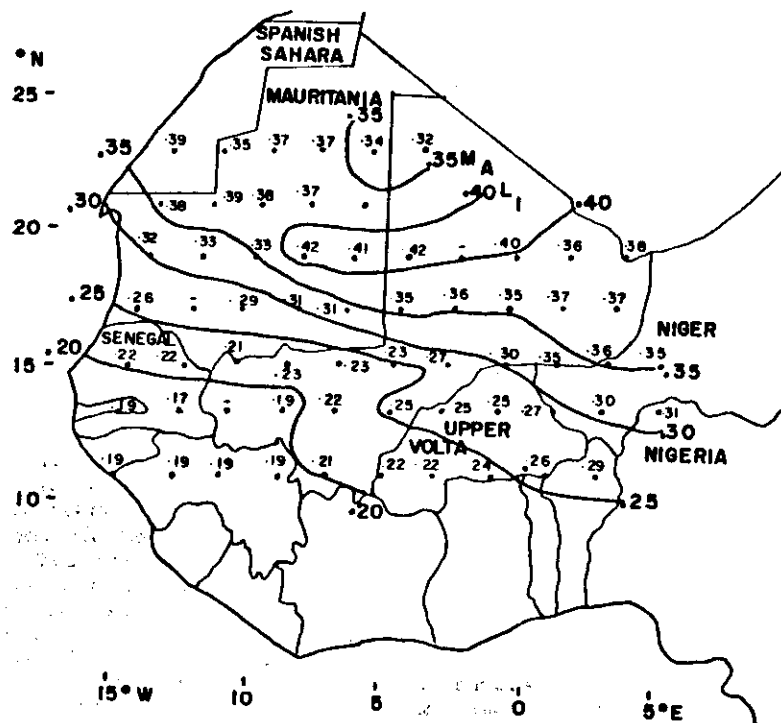 SPANISH
SAHARA
°N
25
MAURITANIA
35
.39 .35 .37 .37 .34 .32
35
35 M A L I
40
.38 .39 .38 .37
30
40
20
.32 .33 .33 .42 .41 .42 - .40 .36 .38
25
.26 - .29 .31 .31 .35 .36 .35 .37 .37
NIGER
SENEGAL
20
15
.22 .22 .21 .23 .23 .27 .30 .35 .36 .35
35
.19 .17 - .19 .22 .25 .25 .25 .27 .30 .31
.23
UPPER
VOLTA
30
NIGERIA
.19 .19 .19 .19 .21 .22 .22 .24 .26 .29
10
20
25
15°W 10 5 0 5°E